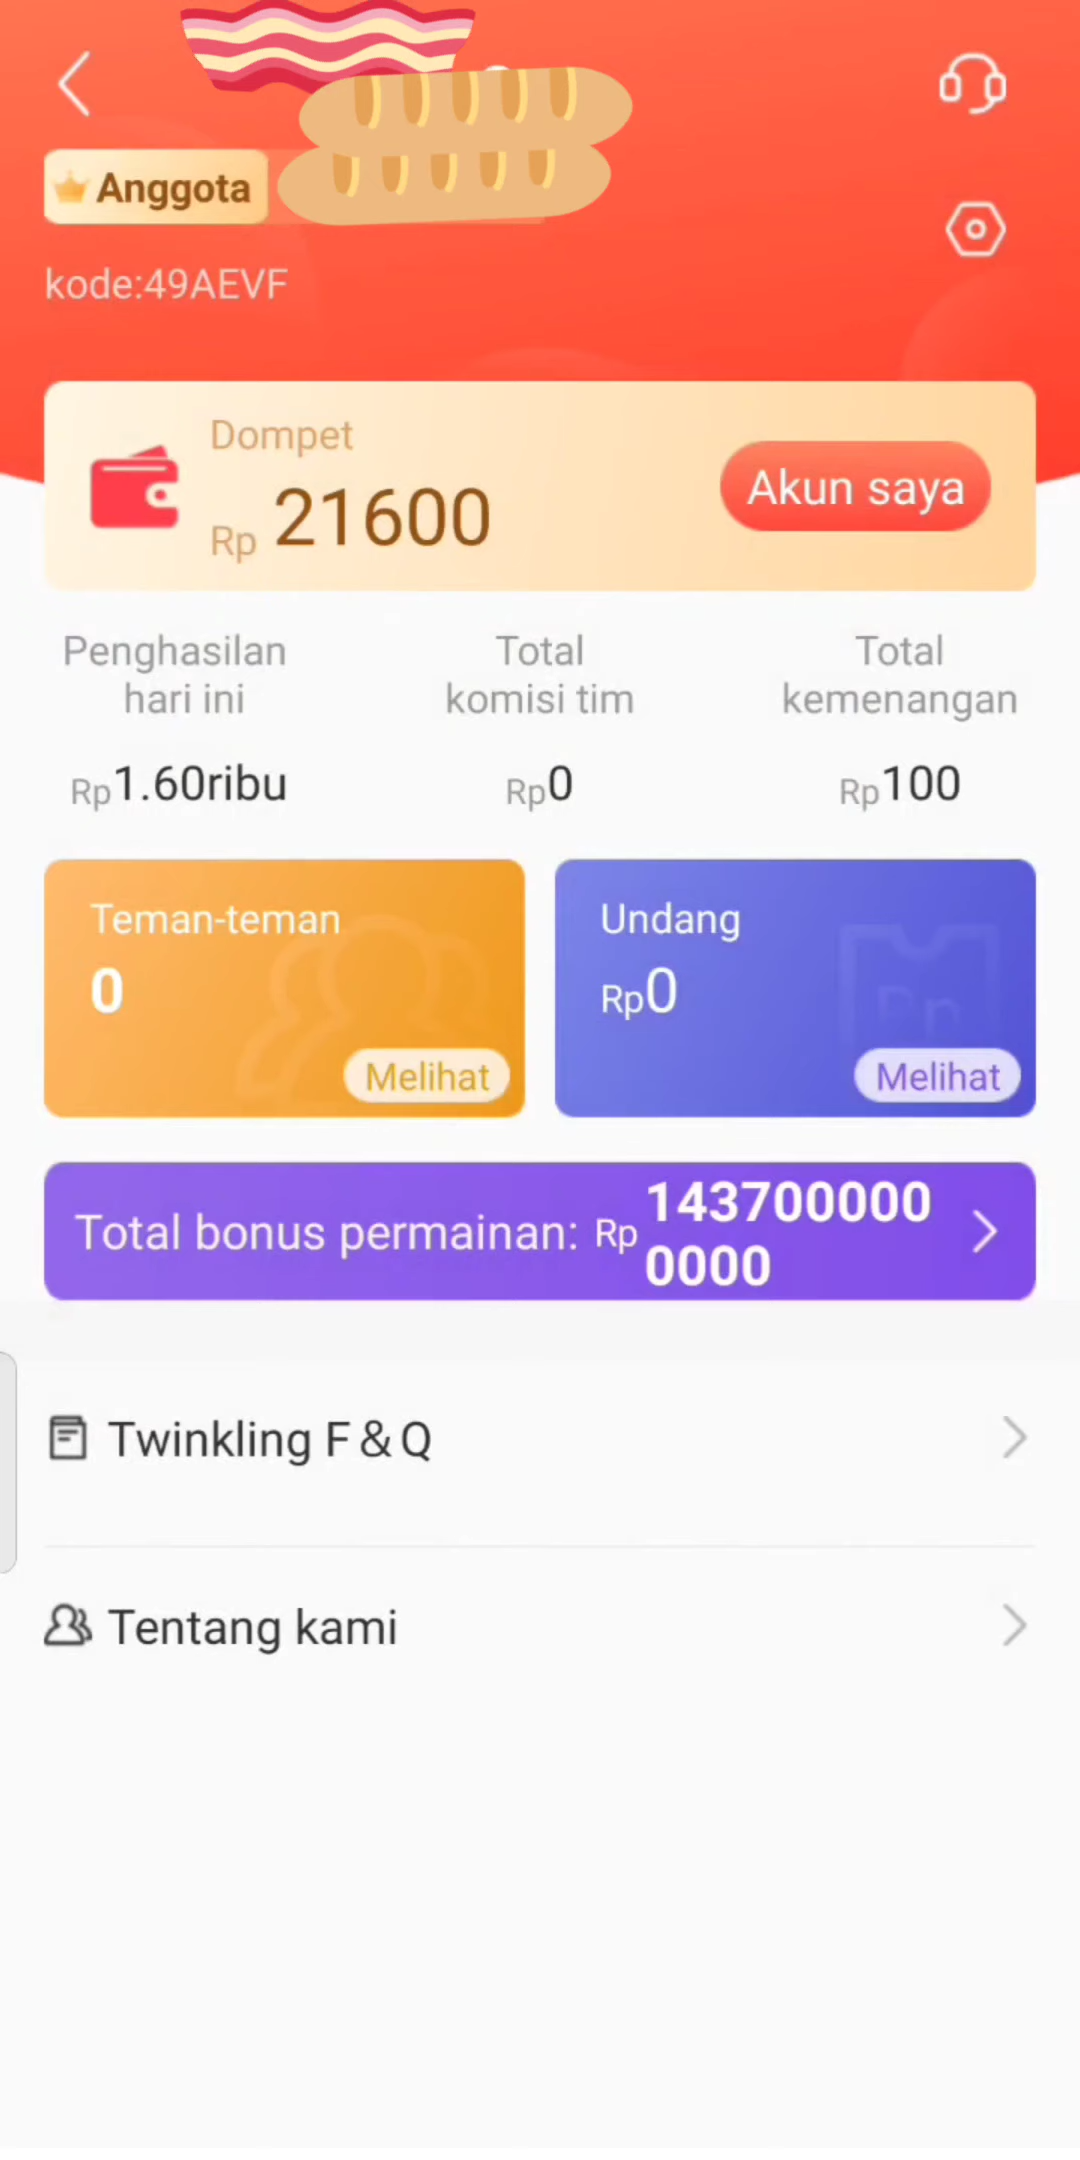 Anggota
kode:49AEVF
Dompet
Rp 21600
Akun saya
Penghasilan
hari ini
Rp1.60ribu
Total
komisi tim
Rp0
Total
kemenangan
Rp100
Teman-teman
0
Melihat
Undang
Rp0
Melihat
Total bonus permainan: Rp 143700000
0000
Twinkling F & Q
Tentang kami